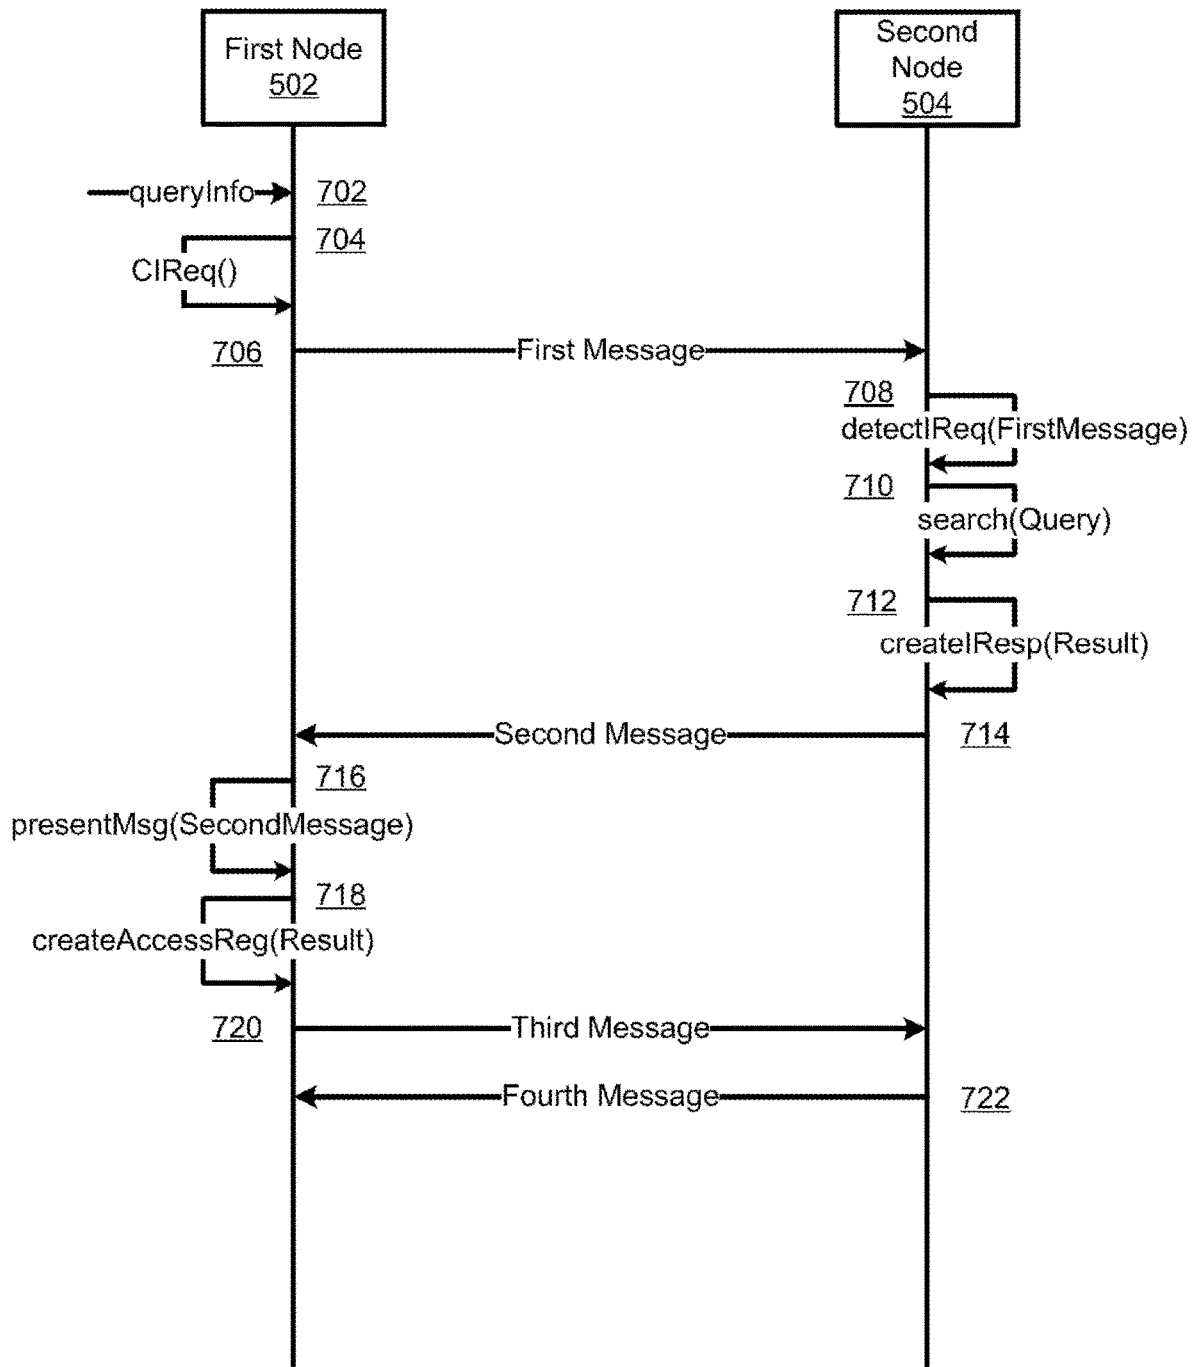 First Node
502
Second
Node
504
queryInfo
702
704
CIReq()
706
First Message
708
detectIReq(FirstMessage)
710
search(Query)
712
createIResp(Result)
Second Message
714
716
presentMsg(SecondMessage)
718
createAccessReg(Result)
720
Third Message
Fourth Message
722